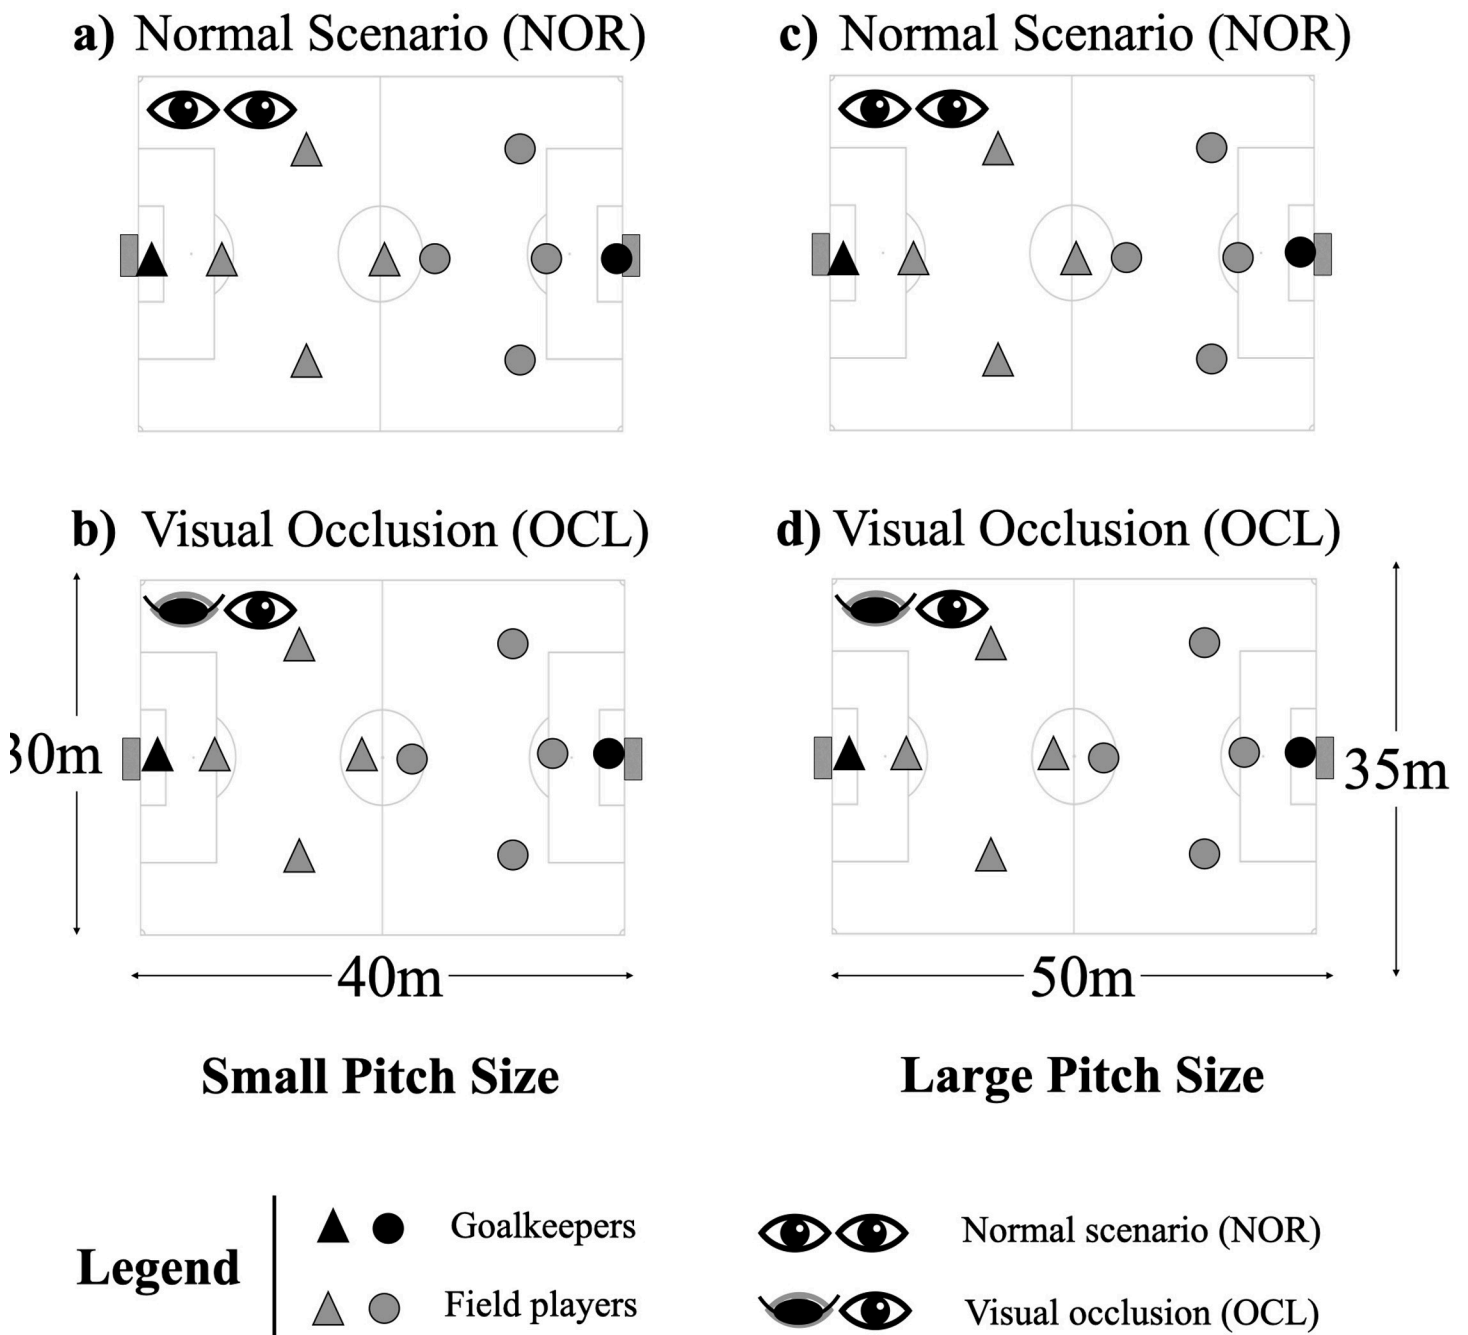 a) Normal Scenario (NOR)
c) Normal Scenario (NOR)
b) Visual Occlusion (OCL)
d) Visual Occlusion (OCL)
30m
35m
40m
50m
Small Pitch Size
Large Pitch Size
Legend
Goalkeepers
Field players
Normal scenario (NOR)
Visual occlusion (OCL)